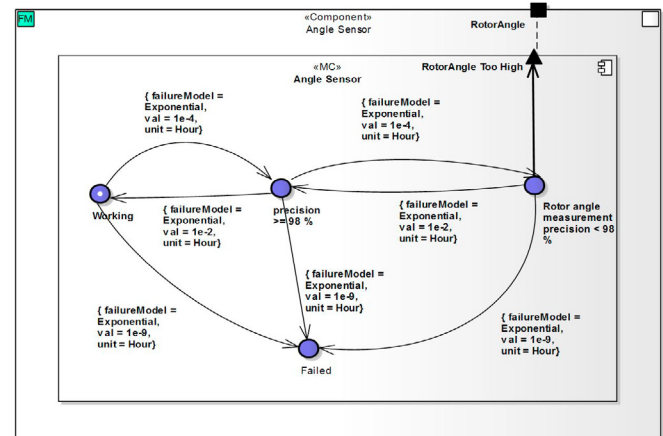 FM
«Component»
Angle Sensor
RotorAngle
«MC»
Angle Sensor
RotorAngle Too High
{ failureModel =
Exponential,
val = 1e-4,
unit = Hour}
{ failureModel =
Exponential,
val = 1e-4,
unit = Hour}
Working
{ failureModel =
Exponential,
val = 1e-2,
unit = Hour}
precision
>= 98 %
{ failureModel =
Exponential,
val = 1e-2,
unit = Hour}
Rotor angle
measurement
precision < 98
%
{ failureModel =
Exponential,
val = 1e-9,
unit = Hour}
{ failureModel =
Exponential,
val = 1e-9,
unit = Hour}
{ failureModel =
Exponential,
val = 1e-9,
unit = Hour}
Failed